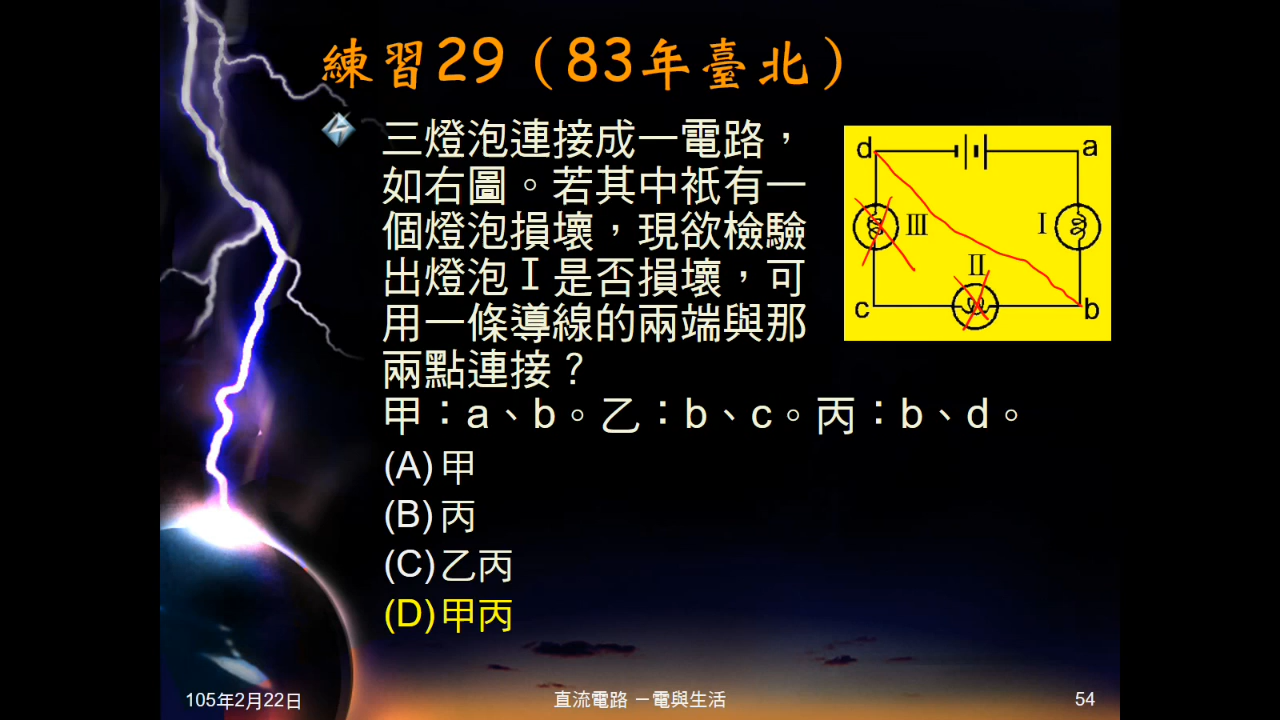 練習29（83年臺北）
三燈泡連接成一電路，
如右圖。若其中祇有一
個燈泡損壞，現欲檢驗
出燈泡Ⅰ是否損壞，可
用一條導線的兩端與那
兩點連接？
甲：a、b。乙：b、c。丙：b、d。
(A)甲
(B)丙
(C)乙丙
(D)甲丙
d
a
Ⅲ
Ⅰ
Ⅱ
c
b
105年2月22日
直流電路 －電與生活
54